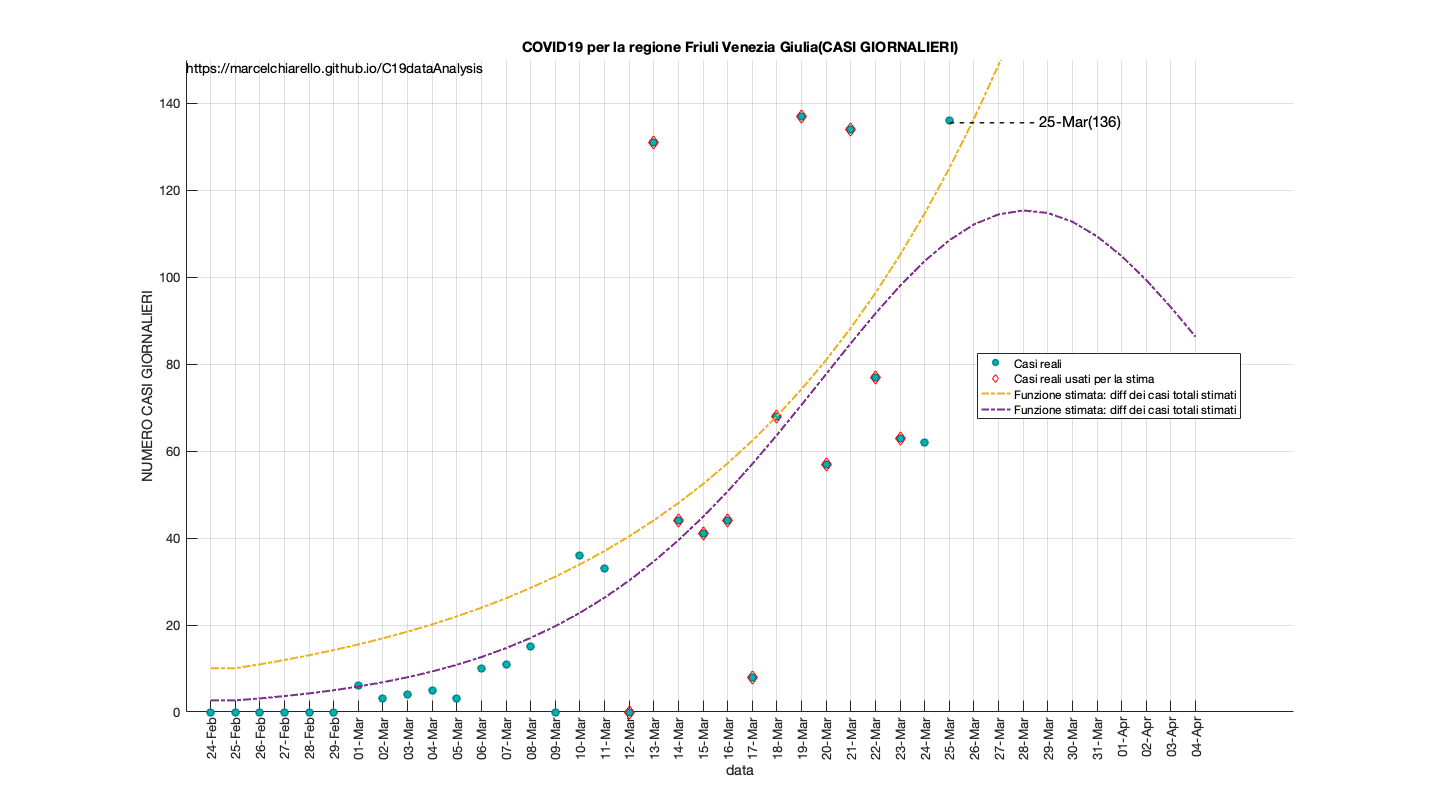 COVID19 per la regione Friuli Venezia Giulia(CASI GIORNALIERI)
https://marcelchiarello.github.io/C19dataAnalysis
140
120
100
80
60
40
20
0
NUMERO CASI GIORNALIERI
25-Mar(136)
Casi reali
Casi reali usati per la stima
Funzione stimata: diff dei casi totali stimati
Funzione stimata: diff dei casi totali stimati
24-Feb
25-Feb
26-Feb
27-Feb
28-Feb
29-Feb
01-Mar
02-Mar
03-Mar
04-Mar
05-Mar
06-Mar
07-Mar
08-Mar
09-Mar
10-Mar
11-Mar
12-Mar
13-Mar
14-Mar
15-Mar
16-Mar
17-Mar
18-Mar
19-Mar
20-Mar
21-Mar
22-Mar
23-Mar
24-Mar
25-Mar
26-Mar
27-Mar
28-Mar
29-Mar
30-Mar
31-Mar
01-Apr
02-Apr
03-Apr
04-Apr
data